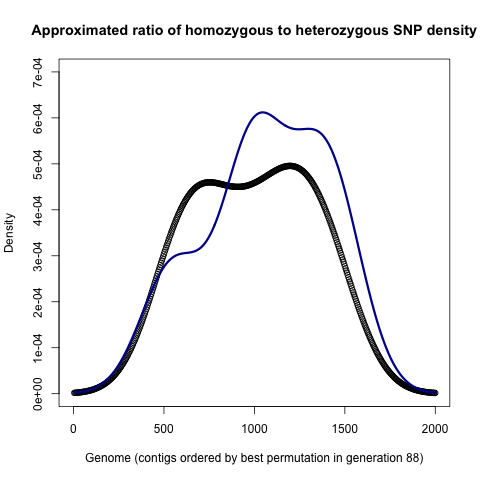 Approximated ratio of homozygous to heterozygous SNP density
7e-04
6e-04
5e-04
4e-04
3e-04
2e-04
1e-04
0e+00
Density
0 500 1000 1500 2000
Genome (contigs ordered by best permutation in generation 88)